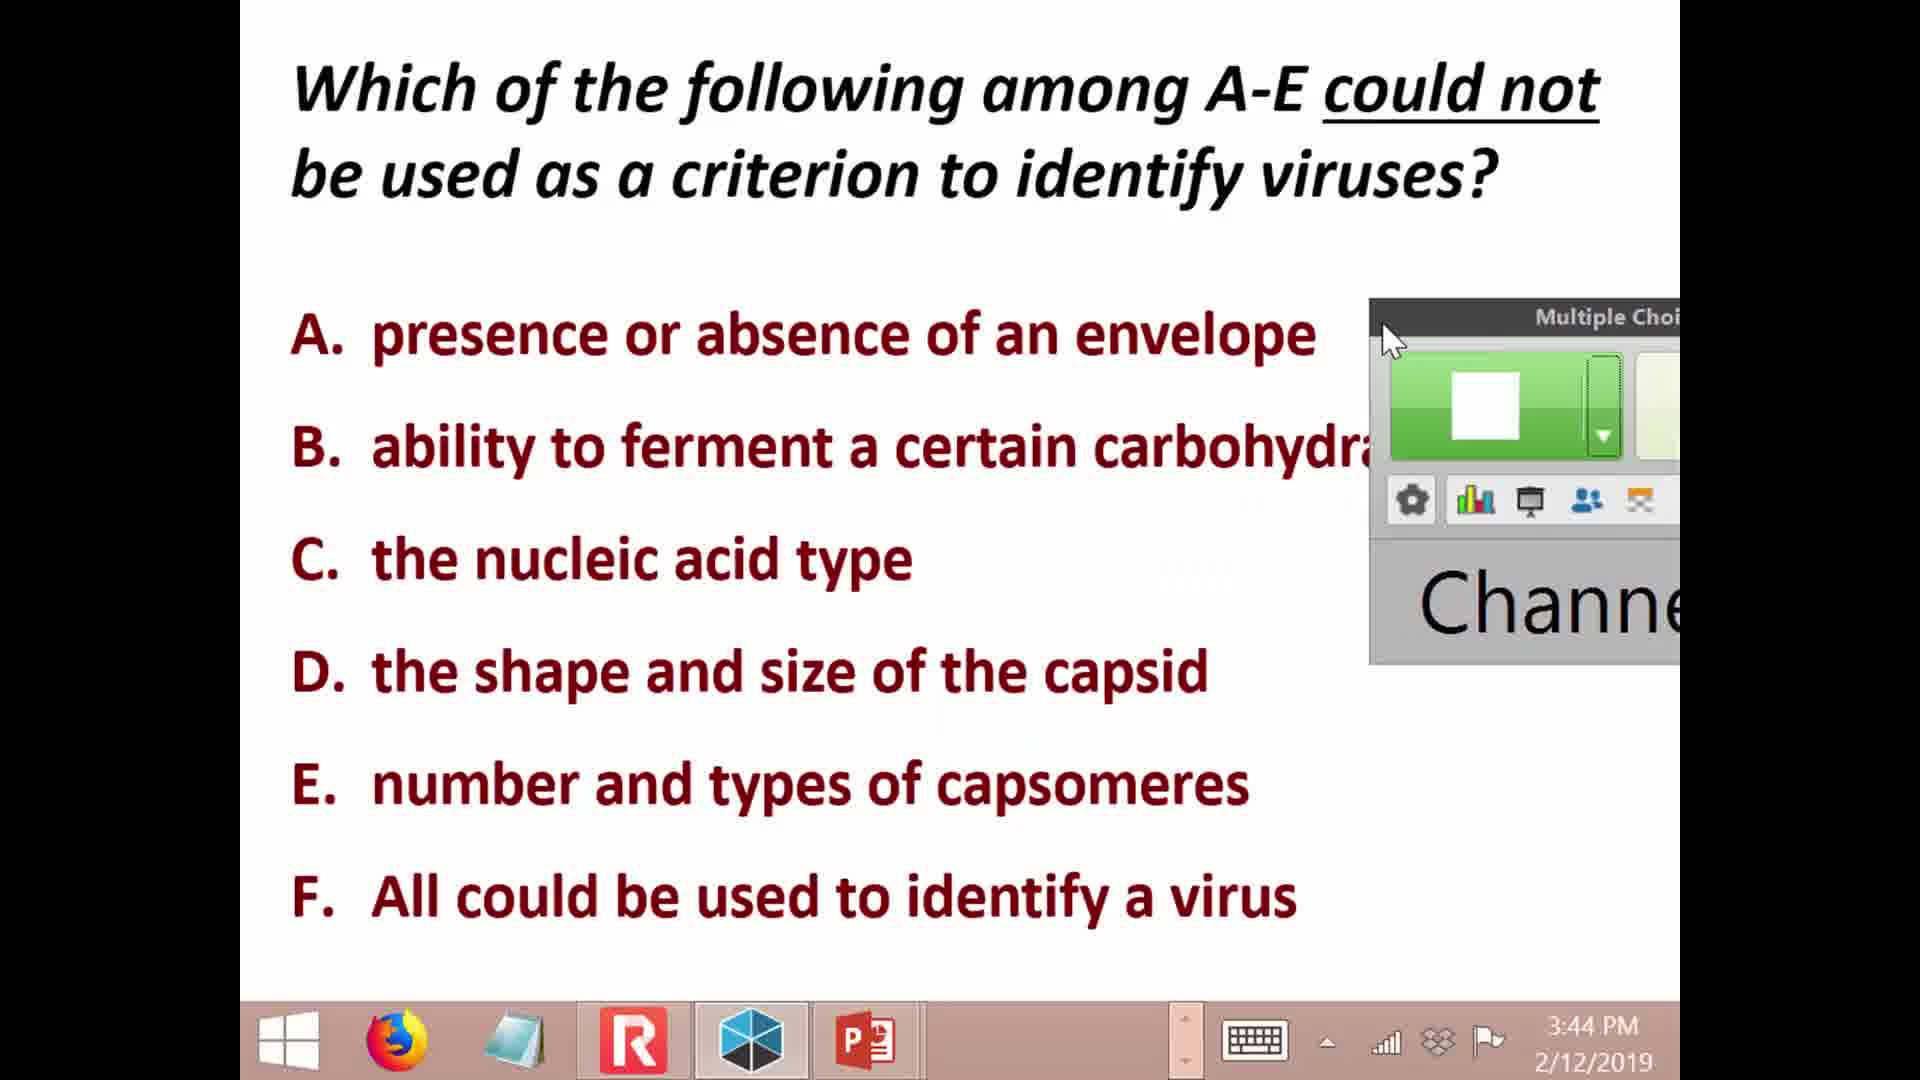 Which of the following among A-E could not
be used as a criterion to identify viruses?
A. presence or absence of an envelope
Multiple Choi
B. ability to ferment a certain carbohydra
C. the nucleic acid type
Channe
D. the shape and size of the capsid
E. number and types of capsomeres
F. All could be used to identify a virus
3:44 PM
2/12/2019